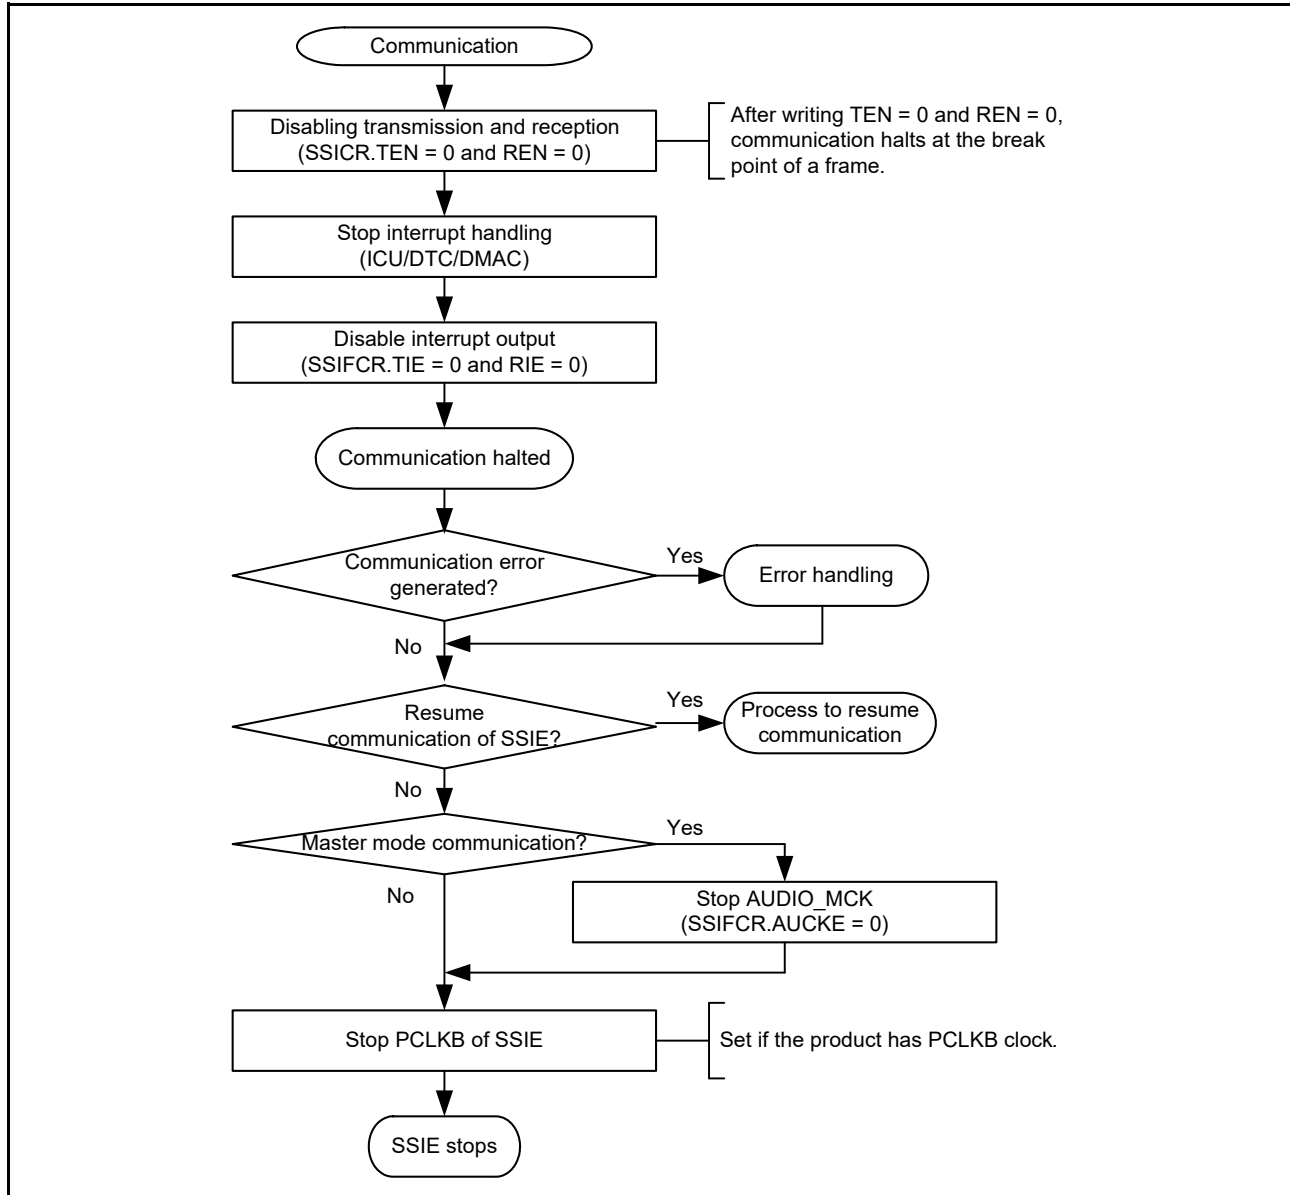 Communication
Disabling transmission and reception
(SSICR.TEN = 0 and REN = 0)
After writing TEN = 0 and REN = 0,
communication halts at the break
point of a frame.
Stop interrupt handling
(ICU/DTC/DMAC)
Disable interrupt output
(SSIFCR.TIE = 0 and RIE = 0)
Communication halted
Communication error
generated?
Yes
Error handling
No
Resume
communication of SSIE?
Yes
Process to resume
communication
No
Master mode communication?
Yes
No
Stop AUDIO_MCK
(SSIFCR.AUCKE = 0)
Stop PCLKB of SSIE
Set if the product has PCLKB clock.
SSIE stops